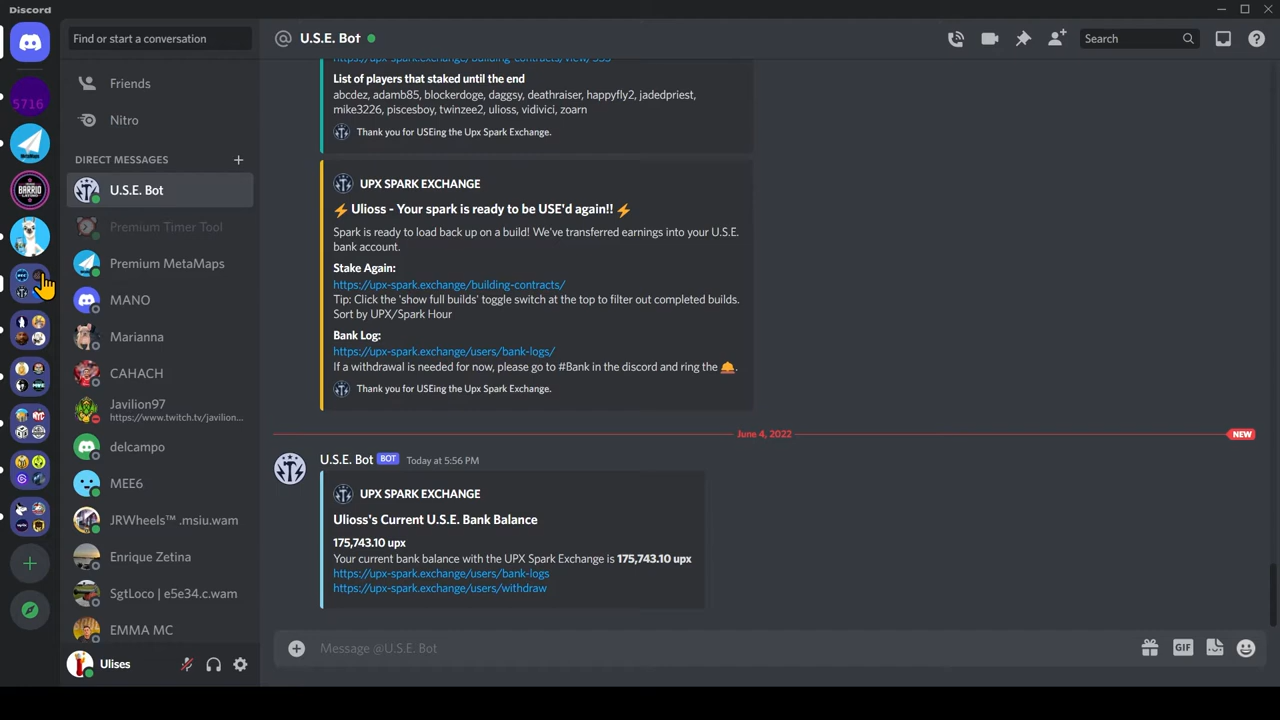 Discord
Find or start a conversation
Friends
Nitro
DIRECT MESSAGES
U.S.E. Bot
Premium Timer Tool
Premium MetaMaps
MANO
Marianna
CAHACH
Javilion97
https://www.twitch.tv/javilion...
delcampo
MEE6
JRWheels™ .msiu.wam
Enrique Zetina
SgtLoco | e5e34.c.wam
EMMA MC
Ulises
5716
BARRIO
U.S.E. Bot
Search
List of players that staked until the end
abcdez, adamb85, blockerdoge, daggsy, deathraiser, happyfly2, jadedpriest,
mike3226, piscesboy, twinzee2, ulioss, vidivici, zoarn
Thank you for USEing the Upx Spark Exchange.
UPX SPARK EXCHANGE
⚡ Ulioss - Your spark is ready to be USE'd again!! ⚡
Spark is ready to load back up on a build! We've transferred earnings into your U.S.E.
bank account.
Stake Again:
https://upx-spark.exchange/building-contracts/
Tip: Click the 'show full builds' toggle switch at the top to filter out completed builds.
Sort by UPX/Spark Hour
Bank Log:
https://upx-spark.exchange/users/bank-logs/
If a withdrawal is needed for now, please go to #Bank in the discord and ring the 🛎.
Thank you for USEing the Upx Spark Exchange.
June 4, 2022
NEW
U.S.E. Bot BOT Today at 5:56 PM
UPX SPARK EXCHANGE
Ulioss's Current U.S.E. Bank Balance
175,743.10 upx
Your current bank balance with the UPX Spark Exchange is 175,743.10 upx
https://upx-spark.exchange/users/bank-logs
https://upx-spark.exchange/users/withdraw
Message @U.S.E. Bot
GIF